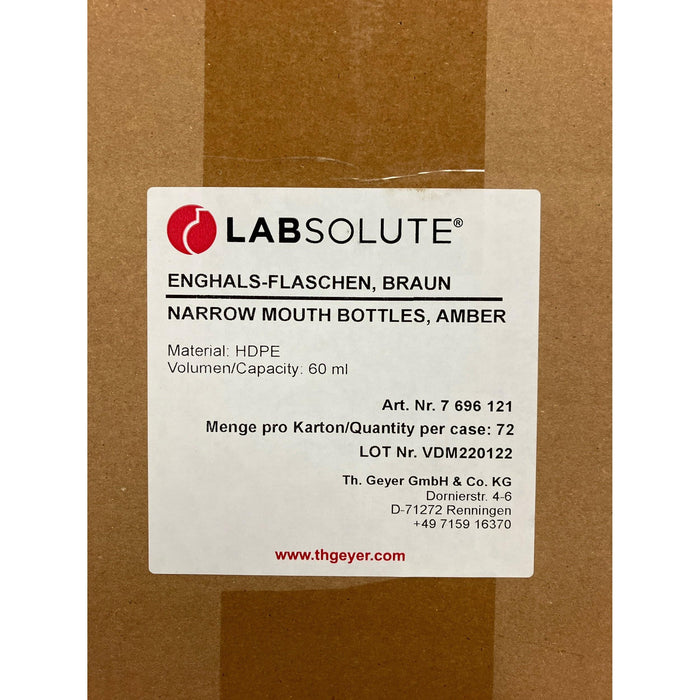 LABSOLUTE®
ENGHALS-FLASCHEN, BRAUN
NARROW MOUTH BOTTLES, AMBER
Material: HDPE
Volumen/Capacity: 60 ml
Art. Nr. 7 696 121
Menge pro Karton/Quantity per case: 72
LOT Nr. VDM220122
Th. Geyer GmbH & Co. KG
Dornierstr. 4-6
D-71272 Renningen
+49 7159 16370
www.thgeyer.com